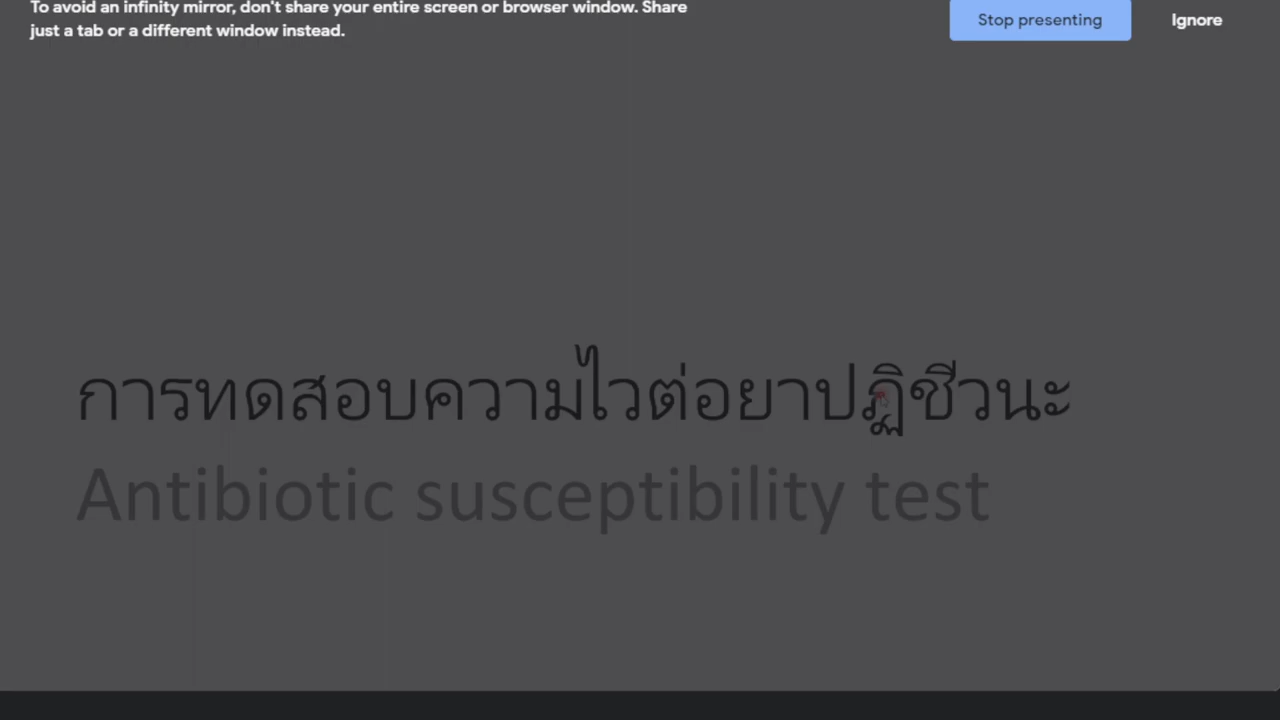 To avoid an infinity mirror, don't share your entire screen or browser window. Share
just a tab or a different window instead.
Stop presenting
Ignore
การทดสอบความไวต่อยาปฏิชีวนะ
Antibiotic susceptibility test